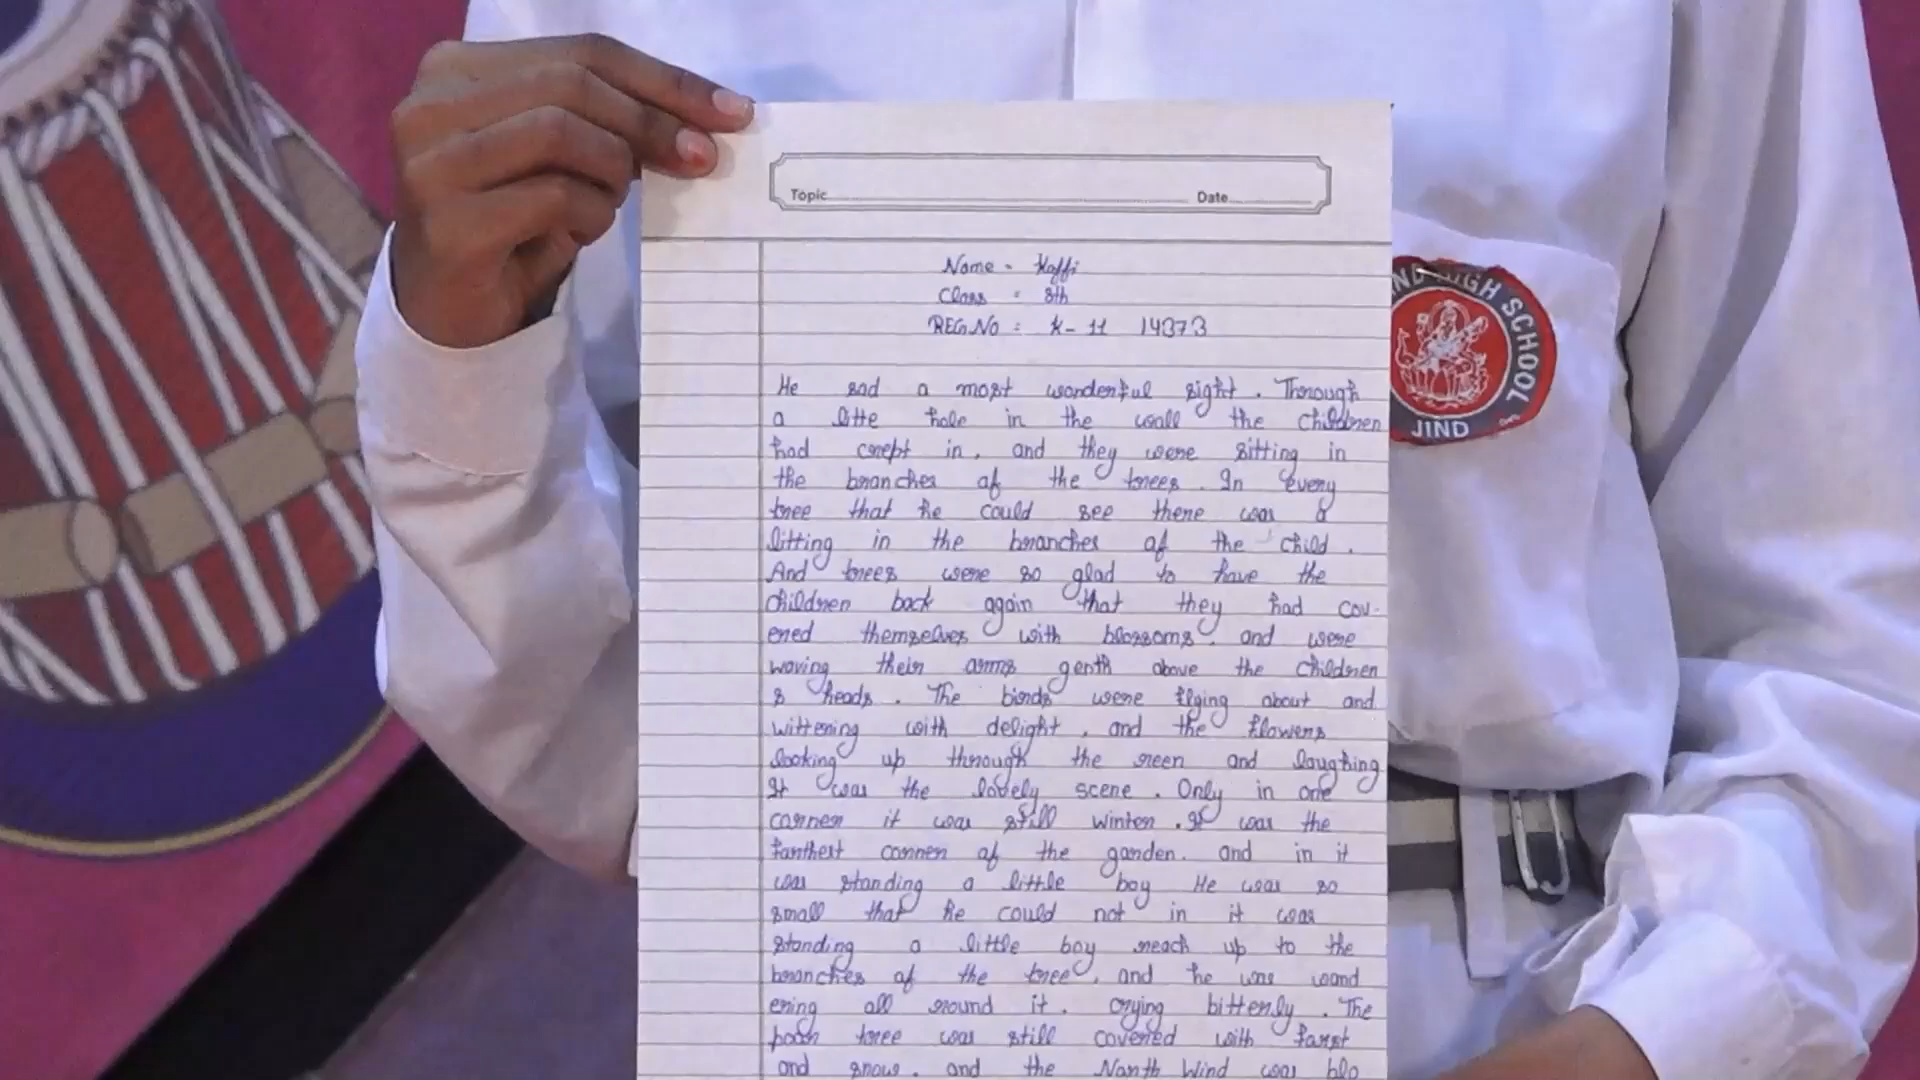 Topic Date
Name - Kaffi
Class : 8th
REG.No : K- 11 14373
He sad a most wonderful sight. Through
a litte hole in the wall the children
had crept in, and they were sitting in
the branches of the trees. In every
tree that he could see there was a
litting in the branches of the child.
And trees were so glad to have the
children back again that they had cov-
ered themselves with blossoms. and were
waving their arms genth above the children
s heads. The birds were flying about and
wittering with delight, and the flowers
looking up through the reen and laughing
It was the lovely scene. Only in one
corner it was still winter. It was the
farthest corner of the garden. and in it
was standing a little boy He was so
small that he could not in it was
standing a little boy reach up to the
branches of the tree, and he was wand
ering all round it. crying bitterly. The
poor tree was still covered with farst
and snow. and the Nanth Wind was blo
ND HIGH SCHOOL
JIND